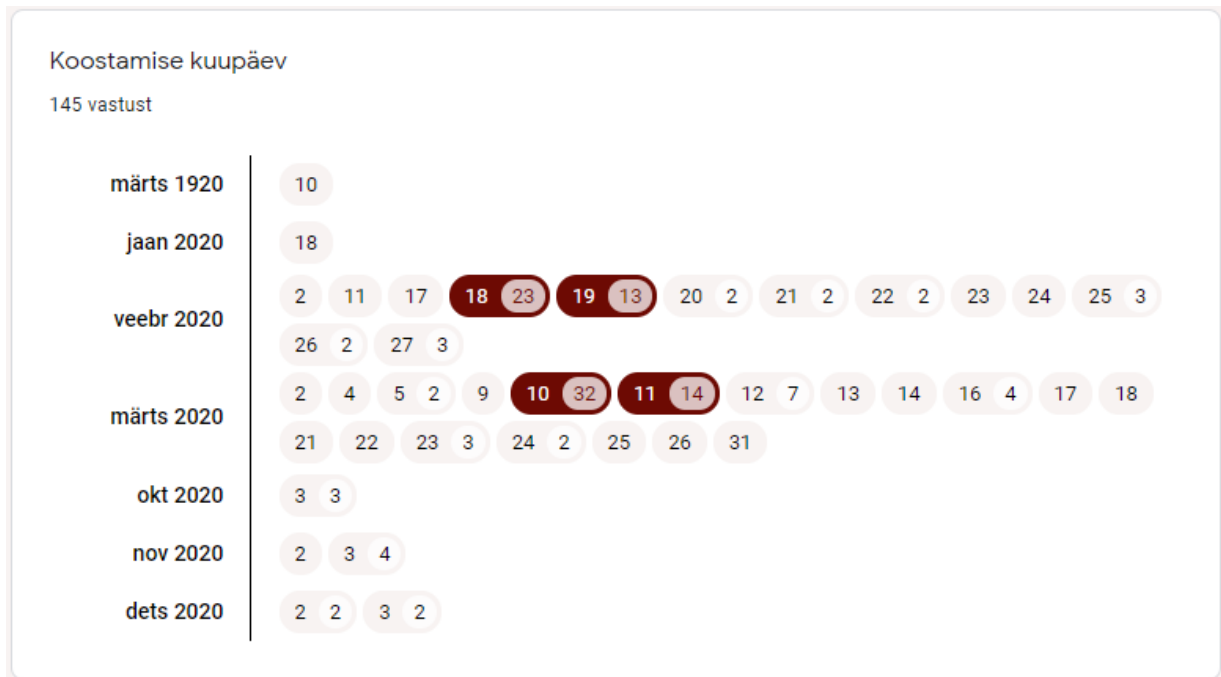 Koostamise kuupäev
145 vastust
märts 1920 10
jaan 2020 18
veebr 2020 2 11 17 18 23 19 13 20 2 21 2 22 2 23 24 25 3
26 2 27 3
märts 2020 2 4 5 2 9 10 32 11 14 12 7 13 14 16 4 17 18
21 22 23 3 24 2 25 26 31
okt 2020 3 3
nov 2020 2 3 4
dets 2020 2 2 3 2